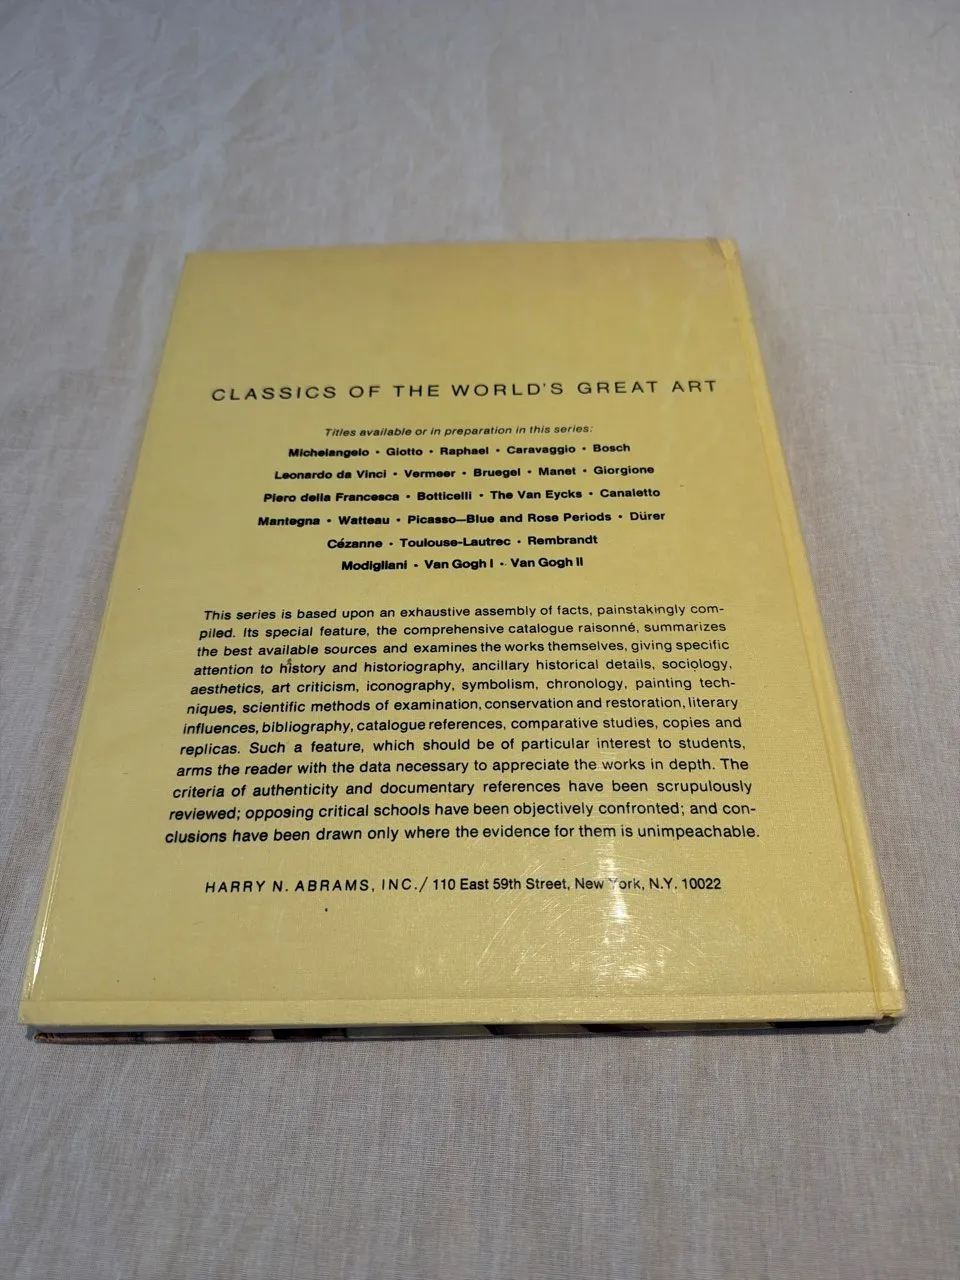 CLASSICS OF THE WORLD'S GREAT ART
Titles available or in preparation in this series:
Michelangelo • Giotto • Raphael • Caravaggio • Bosch
Leonardo da Vinci • Vermeer • Bruegel • Manet • Giorgione
Piero della Francesca • Botticelli • The Van Eycks • Canaletto
Mantegna • Watteau • Picasso—Blue and Rose Periods • Dürer
Cézanne • Toulouse-Lautrec • Rembrandt
Modigliani • Van Gogh I • Van Gogh II
This series is based upon an exhaustive assembly of facts, painstakingly com-
piled. Its special feature, the comprehensive catalogue raisonné, summarizes
the best available sources and examines the works themselves, giving specific
attention to history and historiography, ancillary historical details, sociology,
aesthetics, art criticism, iconography, symbolism, chronology, painting tech-
niques, scientific methods of examination, conservation and restoration, literary
influences, bibliography, catalogue references, comparative studies, copies and
replicas. Such a feature, which should be of particular interest to students,
arms the reader with the data necessary to appreciate the works in depth. The
criteria of authenticity and documentary references have been scrupulously
reviewed; opposing critical schools have been objectively confronted; and con-
clusions have been drawn only where the evidence for them is unimpeachable.
HARRY N. ABRAMS, INC./ 110 East 59th Street, New York, N.Y. 10022